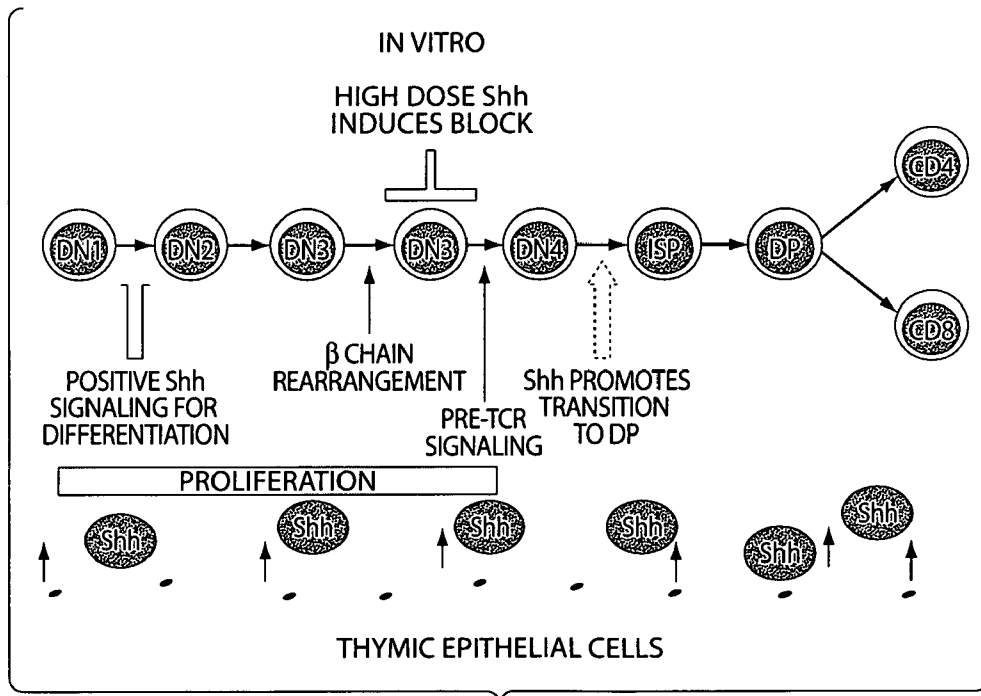 IN VITRO
HIGH DOSE Shh
INDUCES BLOCK
CD4
DN1
DN2
DN3
DN3
DN4
ISP
DP
CD8
β CHAIN
REARRANGEMENT
POSITIVE Shh
SIGNALING FOR
DIFFERENTIATION
Shh PROMOTES
TRANSITION
TO DP
PRE-TCR
SIGNALING
PROLIFERATION
Shh
Shh
Shh
Shh
Shh
Shh
THYMIC EPITHELIAL CELLS